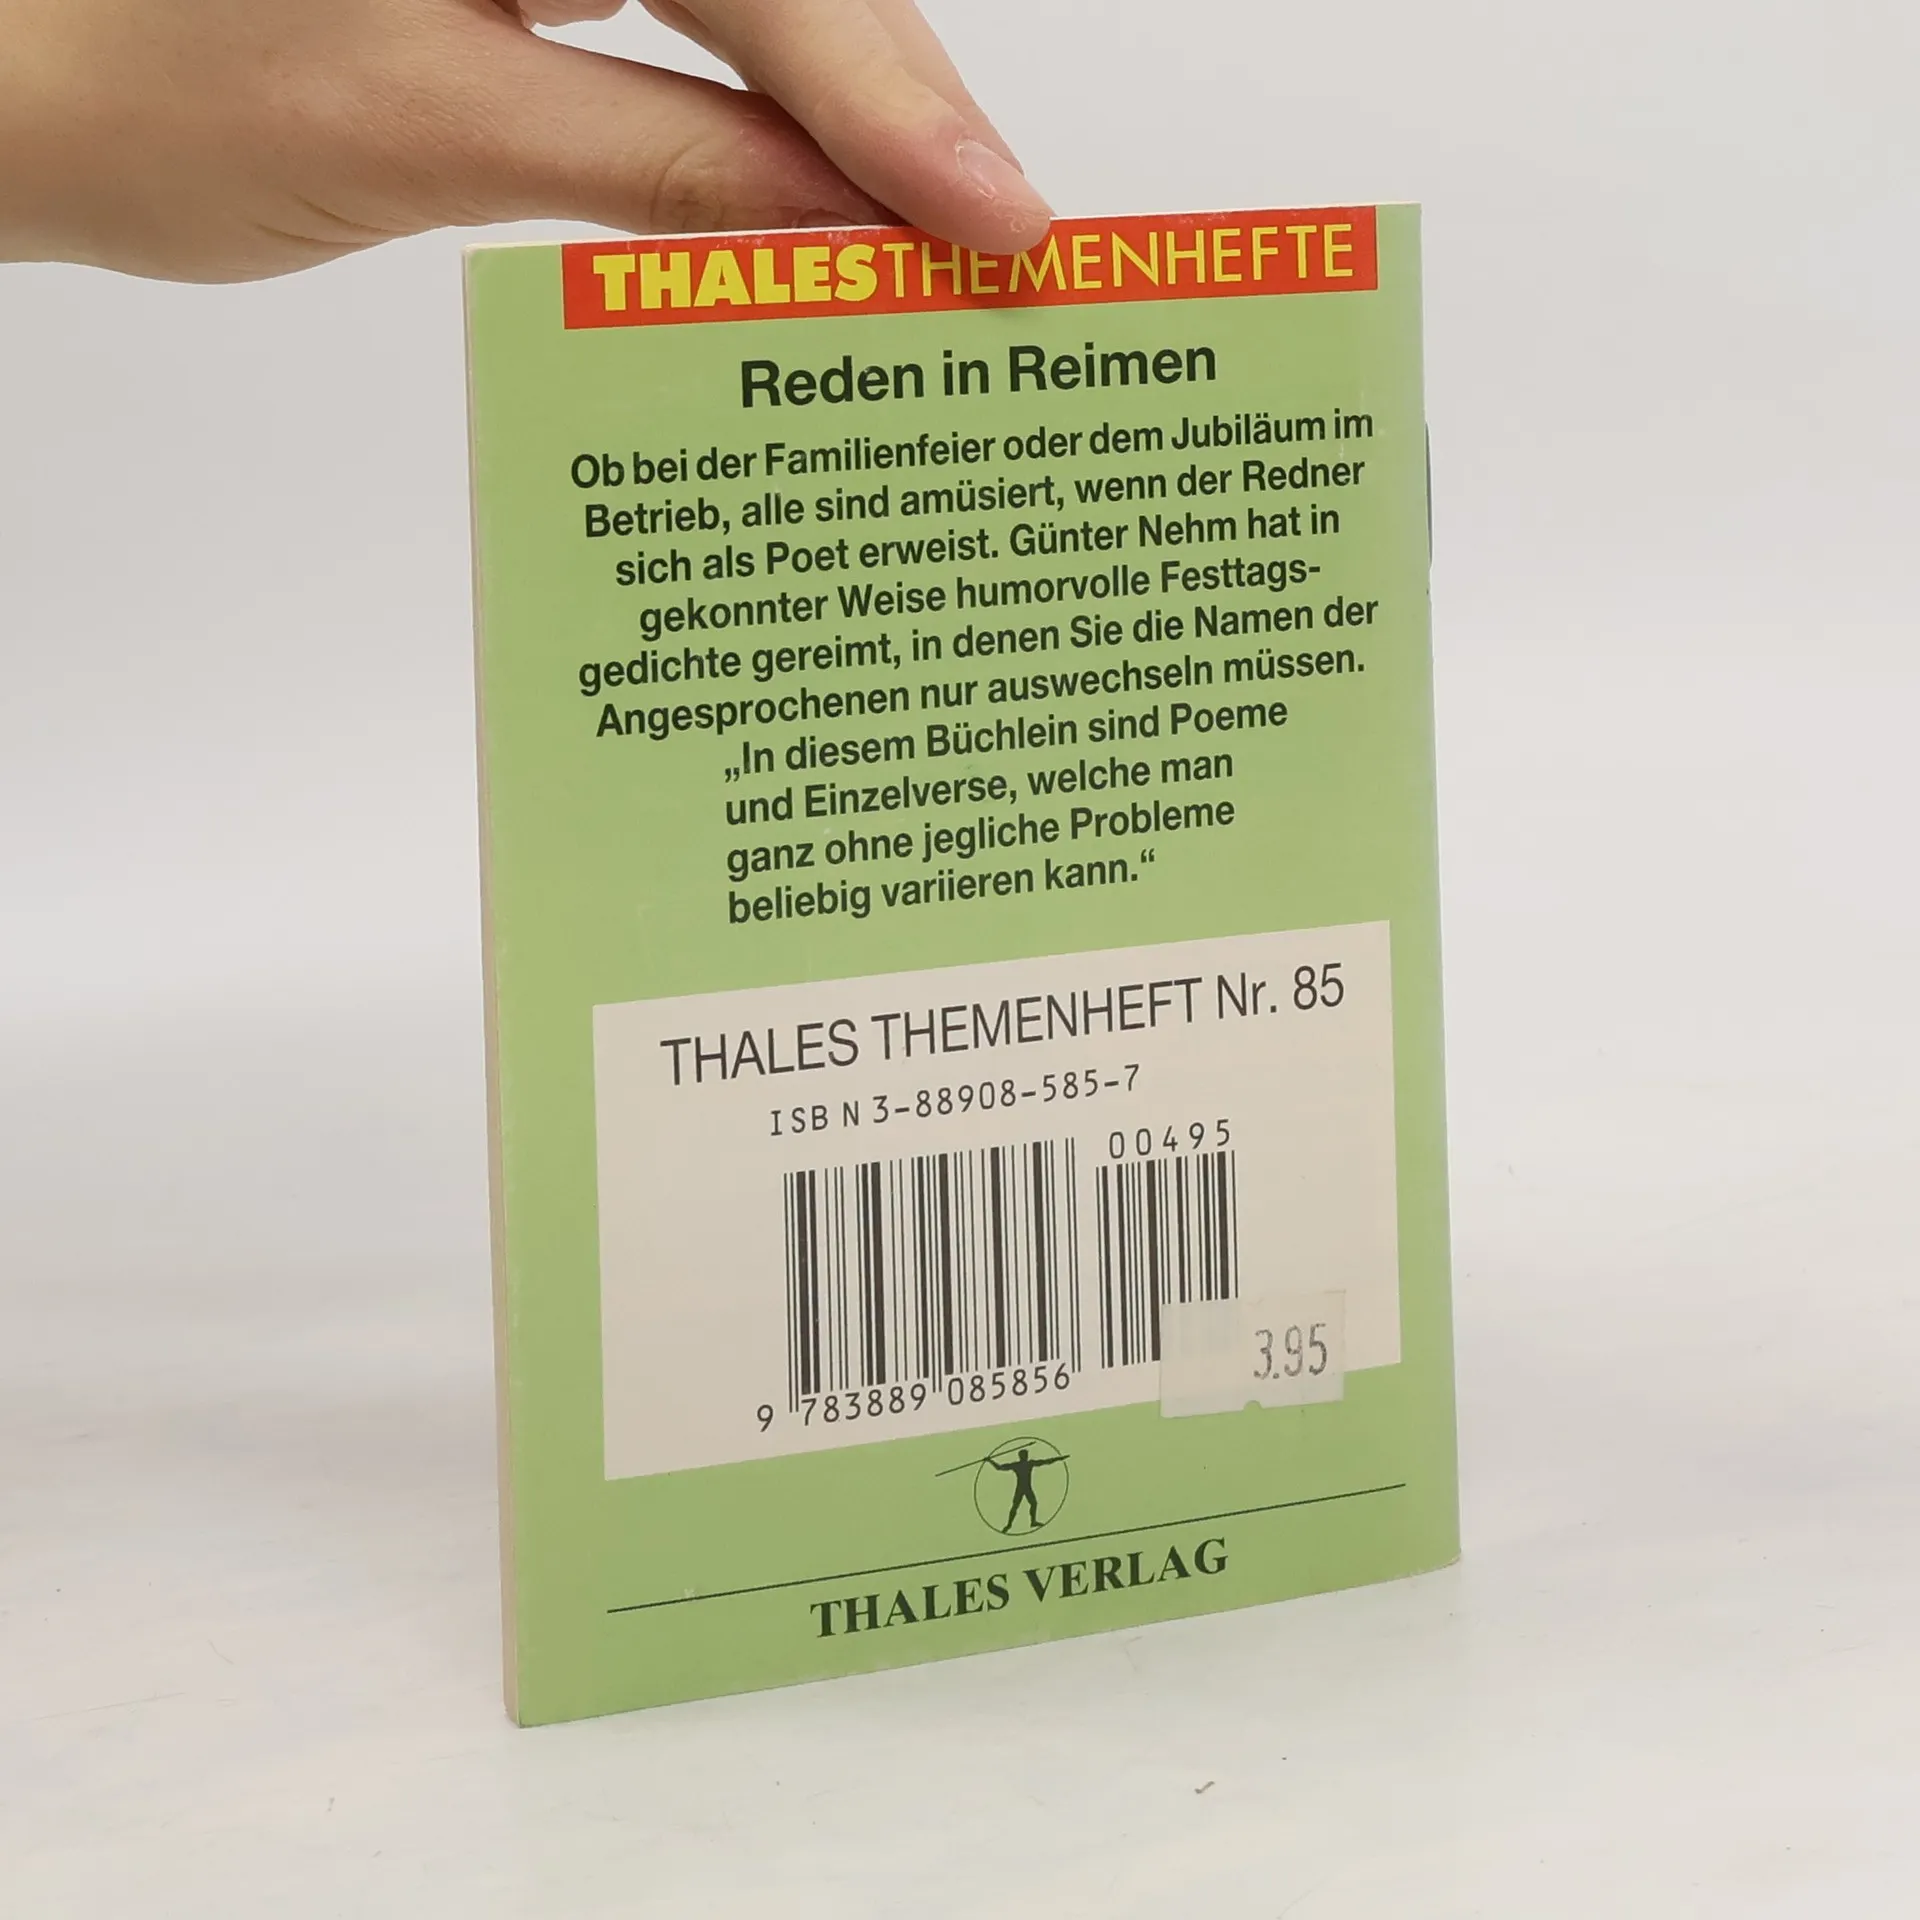 THALESTHEMENHEFTE
Reden in Reimen
Ob bei der Familienfeier oder dem Jubiläum im
Betrieb, alle sind amüsiert, wenn der Redner
sich als Poet erweist. Günter Nehm hat in
gekonnter Weise humorvolle Festtags-
gedichte gereimt, in denen Sie die Namen der
Angesprochenen nur auswechseln müssen.
„In diesem Büchlein sind Poeme
und Einzelverse, welche man
ganz ohne jegliche Probleme
beliebig variieren kann.“
THALES THEMENHEFT Nr. 85
ISBN 3-88908-585-7
00495
9 783889 085856
3.95
THALES VERLAG